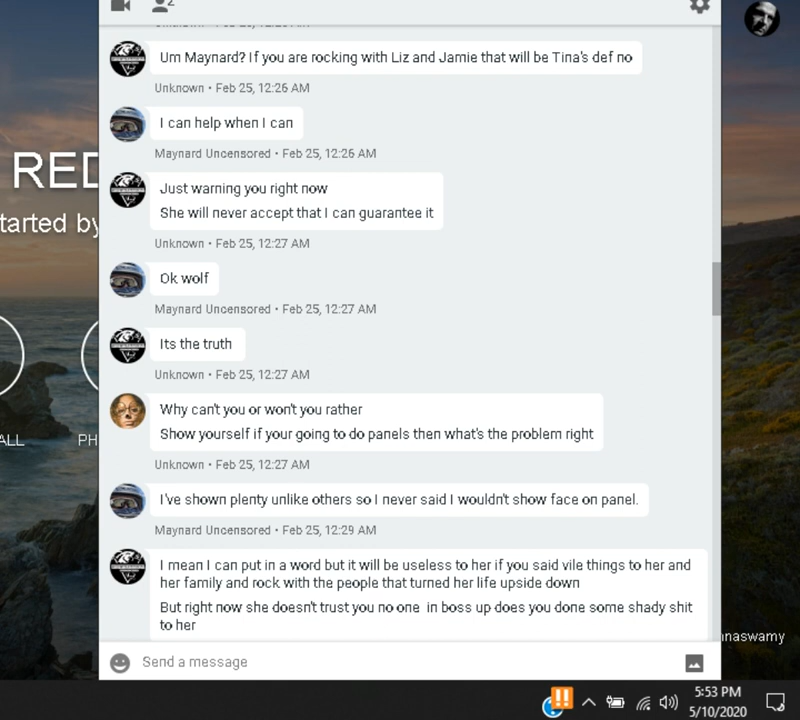 2
Um Maynard? If you are rocking with Liz and Jamie that will be Tina's def no
Unknown • Feb 25, 12:26 AM
I can help when I can
Maynard Uncensored • Feb 25, 12:26 AM
RED
Just warning you right now
She will never accept that I can guarantee it
tarted by
Unknown • Feb 25, 12:27 AM
Ok wolf
Maynard Uncensored • Feb 25, 12:27 AM
Its the truth
Unknown • Feb 25, 12:27 AM
Why can't you or won't you rather
Show yourself if your going to do panels then what's the problem right
ALL
PH
Unknown • Feb 25, 12:27 AM
I've shown plenty unlike others so I never said I wouldn't show face on panel.
Maynard Uncensored • Feb 25, 12:29 AM
I mean I can put in a word but it will be useless to her if you said vile things to her and
her family and rock with the people that turned her life upside down
But right now she doesn't trust you no one in boss up does you done some shady shit
to her
nnaswamy
Send a message
5:53 PM
5/10/2020